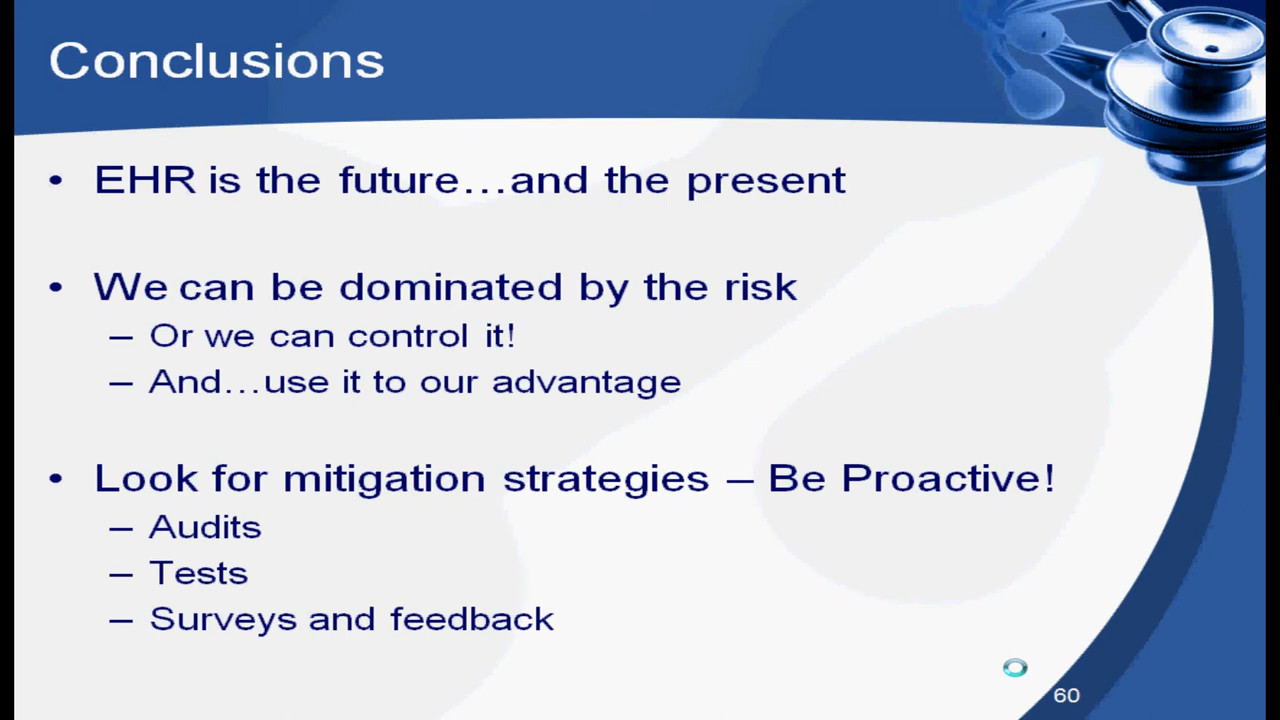 Conclusions
• EHR is the future…and the present
• We can be dominated by the risk
– Or we can control it!
– And…use it to our advantage
• Look for mitigation strategies – Be Proactive!
– Audits
– Tests
– Surveys and feedback
60